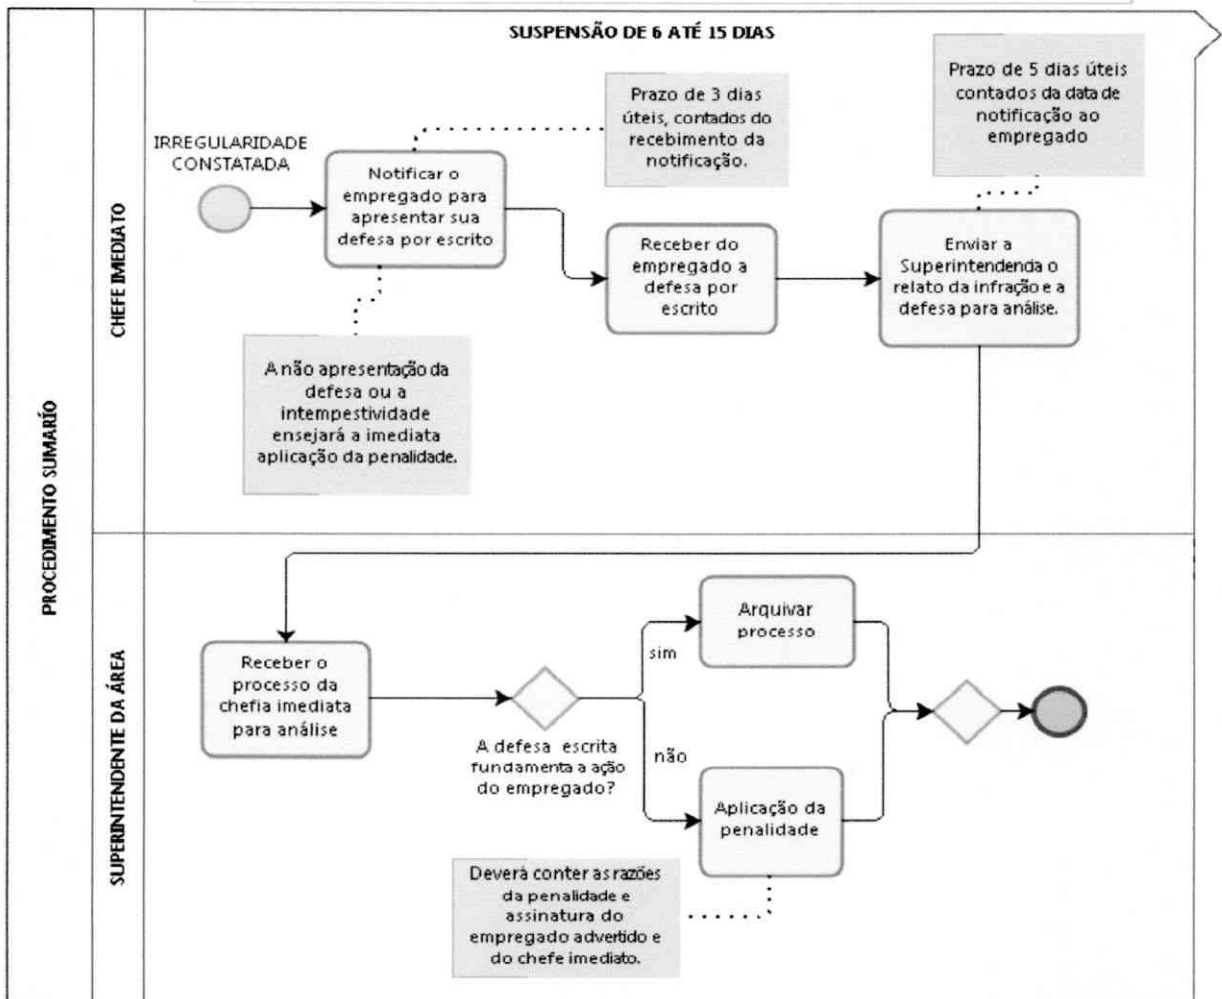 SUSPENSÃO DE 6 ATÉ 15 DIAS
PROCEDIMENTO SUMARÍO
CHEFE IMEDIATO
IRREGULARIDADE
CONSTATADA
Notificar o
empregado para
apresentar sua
defesa por escrito
Prazo de 3 dias
úteis, contados do
recebimento da
notificação.
A não apresentação da
defesa ou a
intempestividade
ensejará a imediata
aplicação da penalidade.
Receber do
empregado a
defesa por
escrito
Prazo de 5 dias úteis
contados da data de
notificação ao
empregado
Enviar a
Superintendencia o
relato da infração e a
defesa para análise.
SUPERINTENDENTE DA ÁREA
Receber o
processo da
chefia imediata
para análise
A defesa escrita
fundamenta a ação
do empregado?
sim
Arquivar
processo
não
Aplicação da
penalidade
Deverá conter as razões
da penalidade e
assinatura do
empregado advertido e
do chefe imediato.